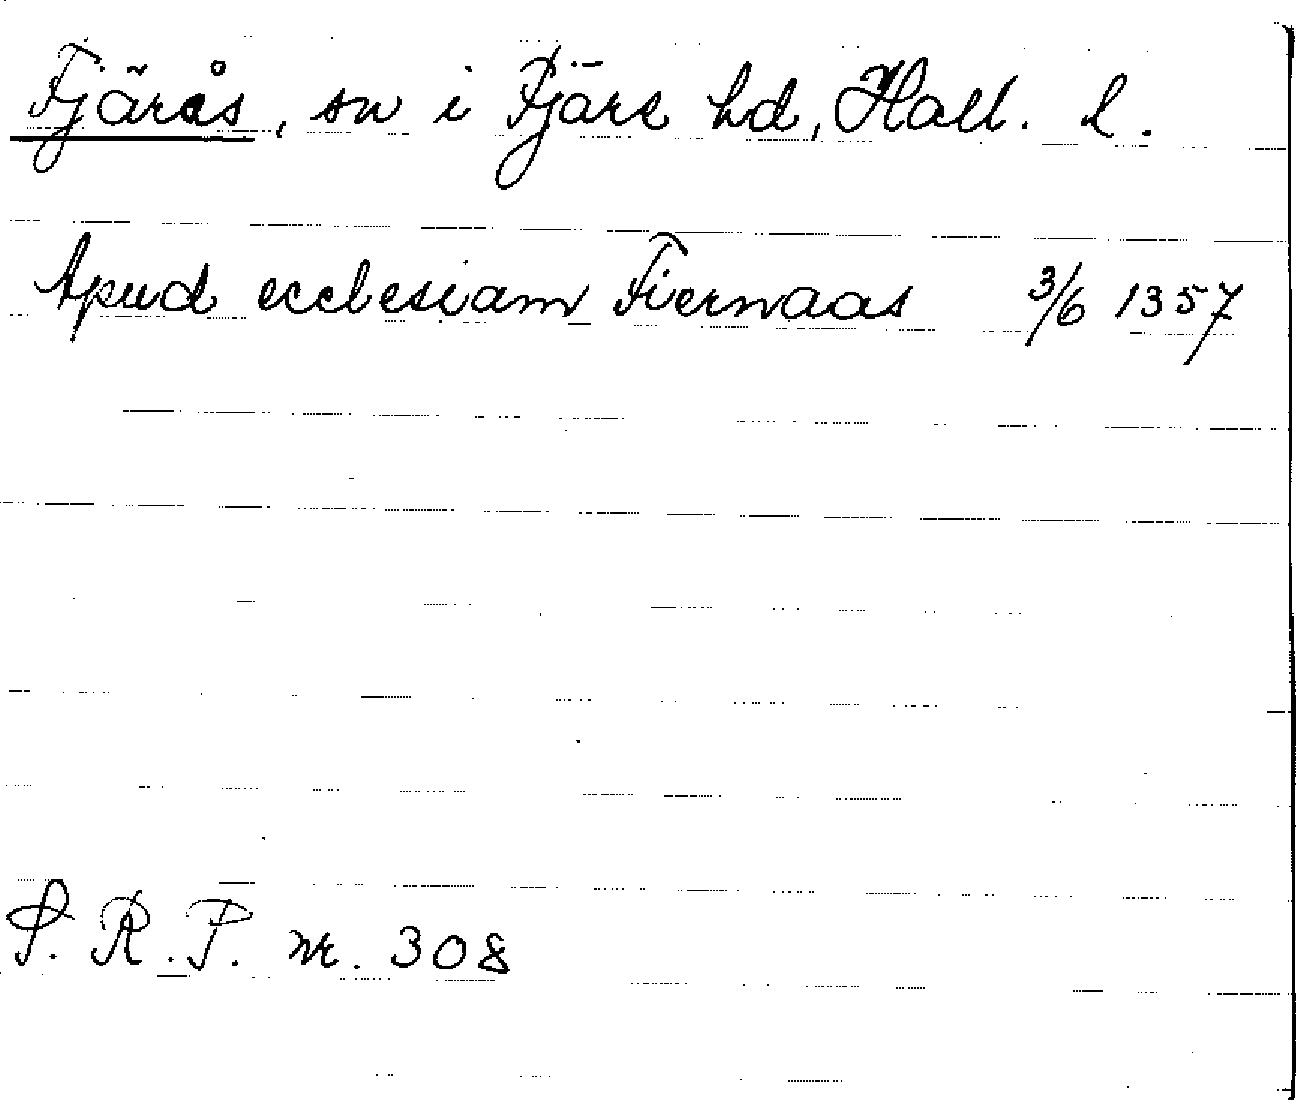 Fjärås, sn i Fjäre hd, Hall. l.
Apud ecclesiam Fiernaas 3/6 1357
S. R. P. nr. 308